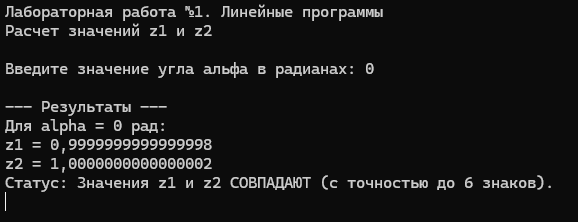 Лабораторная работа №1. Линейные программы
Расчет значений z1 и z2
Введите значение угла альфа в радианах: 0
--- Результаты ---
Для alpha = 0 рад:
z1 = 0,9999999999999998
z2 = 1,0000000000000002
Статус: Значения z1 и z2 СОВПАДАЮТ (с точностью до 6 знаков).